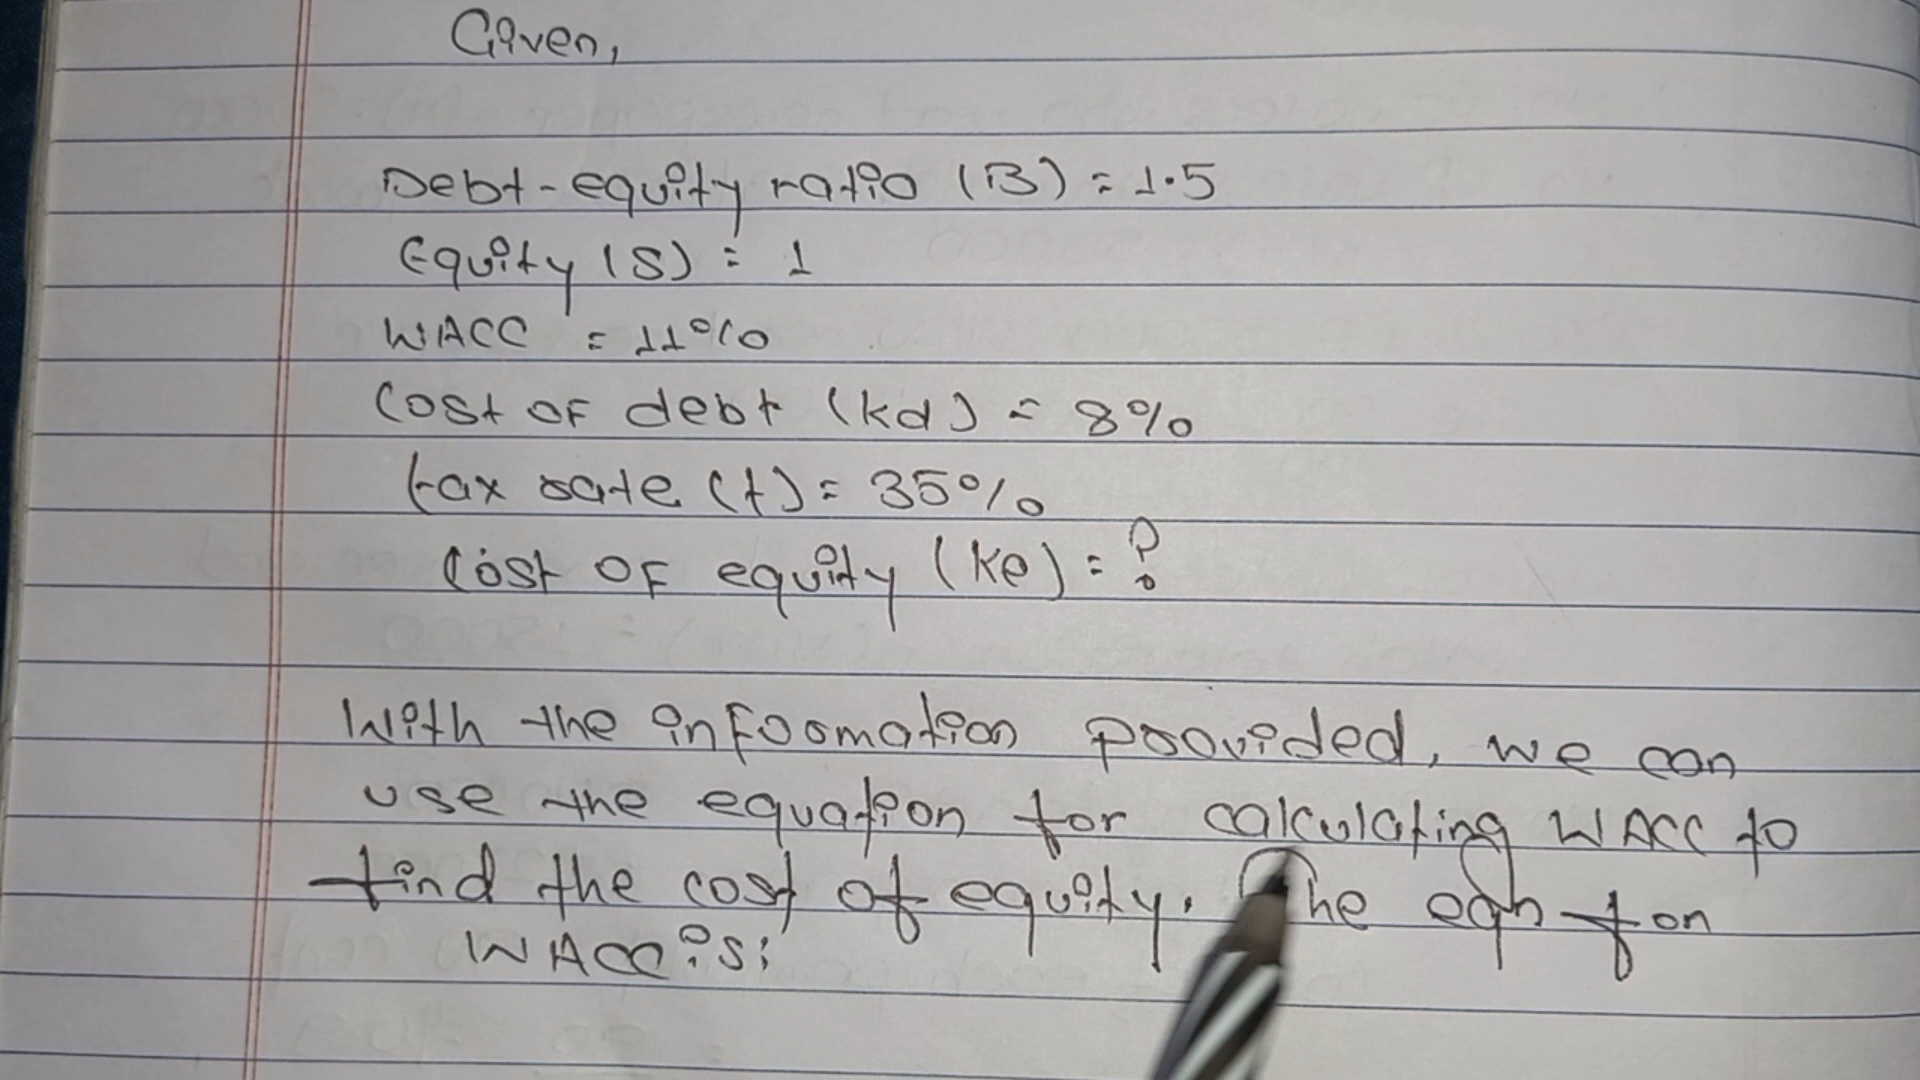 Given,
Debt-equity ratio (B) = 1.5
Equity (S) = 1
WACC = 11%
Cost of debt (kd) = 8%
tax rate (t) = 35%
Cost of equity (Ke) = ?
With the information provided, we can
use the equation for calculating WACC to
find the cost of equity. The eqn for
WACC is: